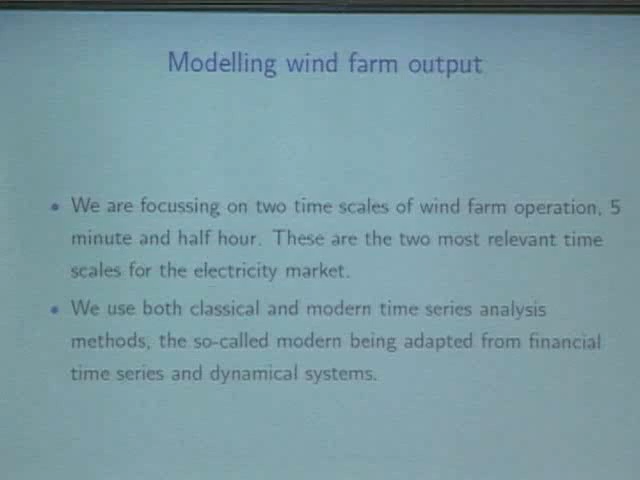 Modelling wind farm output
• We are focussing on two time scales of wind farm operation, 5
minute and half hour. These are the two most relevant time
scales for the electricity market.
• We use both classical and modern time series analysis
methods, the so-called modern being adapted from financial
time series and dynamical systems.